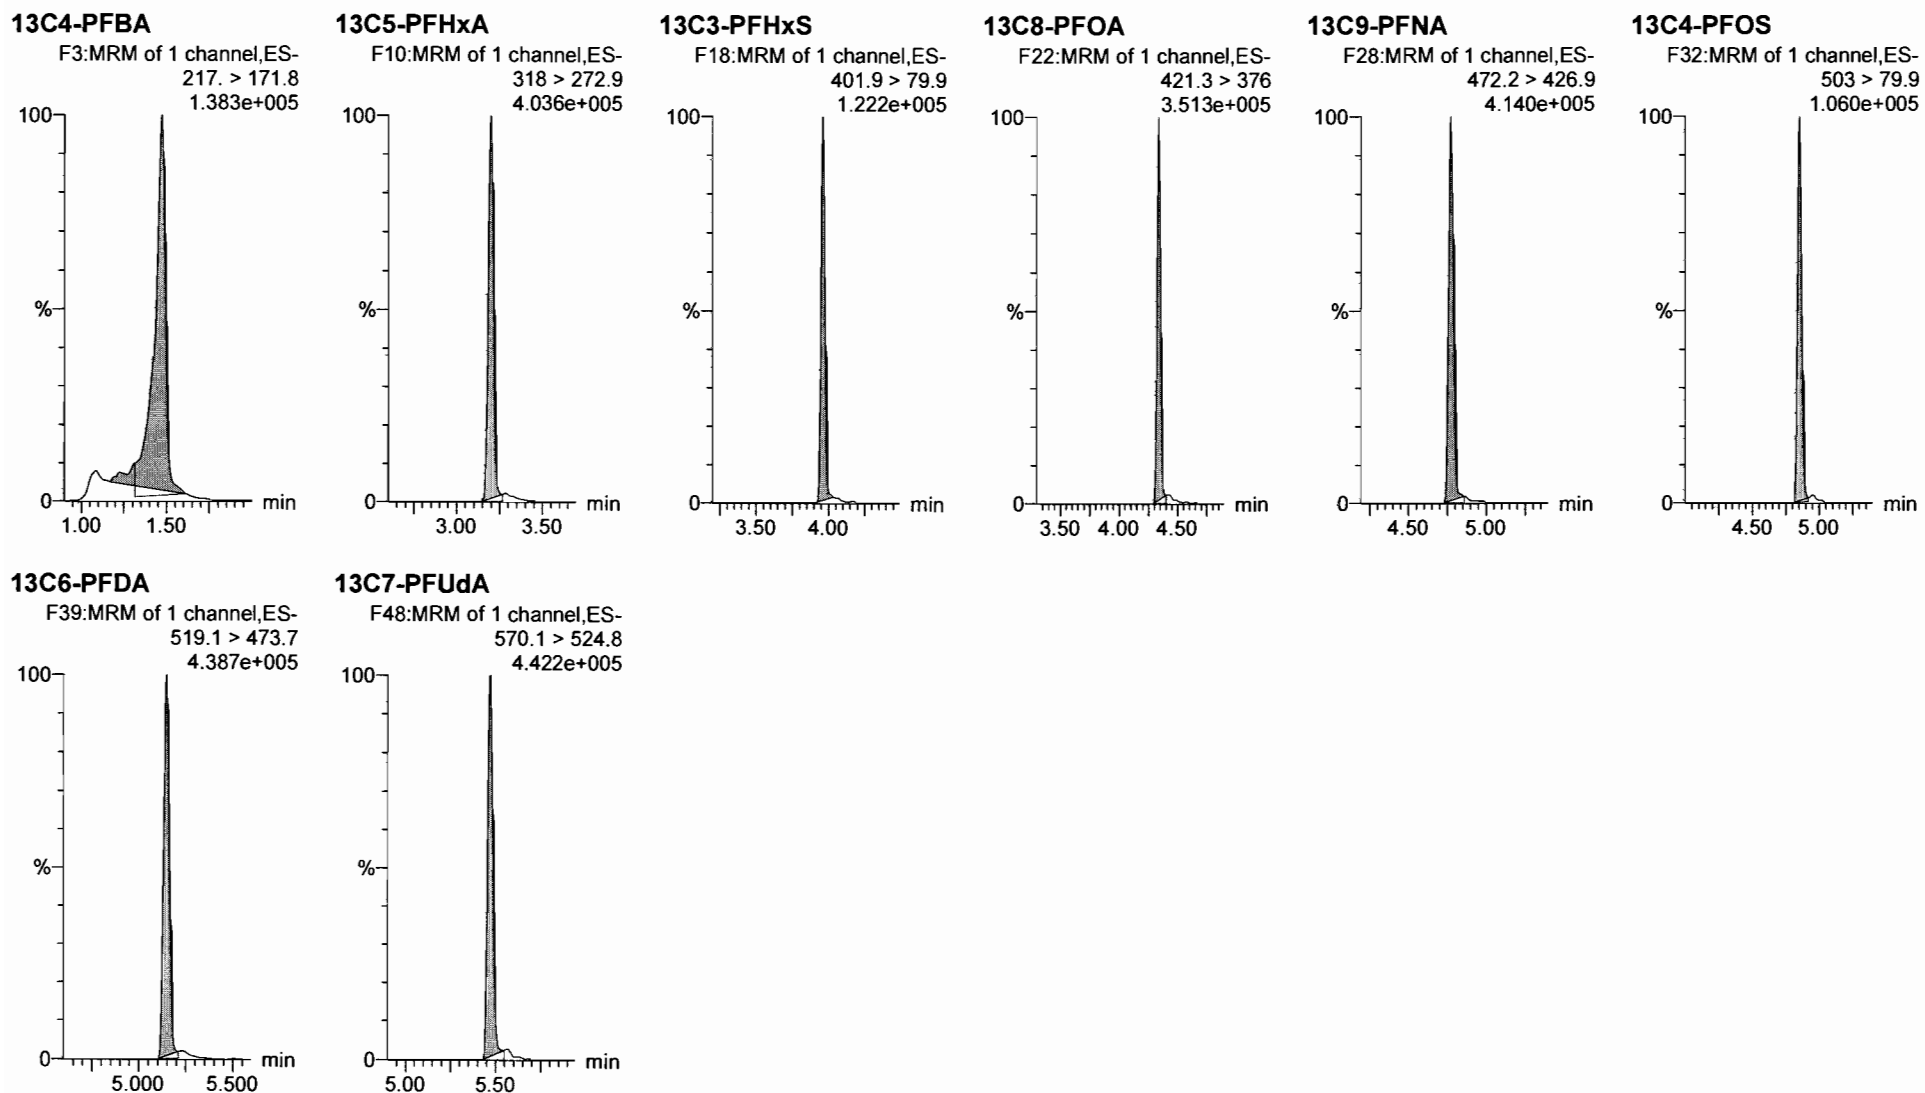 13C4-PFBA
F3:MRM of 1 channel,ES-
217. > 171.8
1.383e+005
100
%
0
min
1.00 1.50
13C5-PFHxA
F10:MRM of 1 channel,ES-
318 > 272.9
4.036e+005
100
%
0
min
3.00 3.50
13C3-PFHxS
F18:MRM of 1 channel,ES-
401.9 > 79.9
1.222e+005
100
%
0
min
3.50 4.00
13C8-PFOA
F22:MRM of 1 channel,ES-
421.3 > 376
3.513e+005
100
%
0
min
3.50 4.00 4.50
13C9-PFNA
F28:MRM of 1 channel,ES-
472.2 > 426.9
4.140e+005
100
%
0
min
4.50 5.00
13C4-PFOS
F32:MRM of 1 channel,ES-
503 > 79.9
1.060e+005
100
%
0
min
4.50 5.00
13C6-PFDA
F39:MRM of 1 channel,ES-
519.1 > 473.7
4.387e+005
100
%
0
min
5.000 5.500
13C7-PFUdA
F48:MRM of 1 channel,ES-
570.1 > 524.8
4.422e+005
100
%
0
min
5.00 5.50